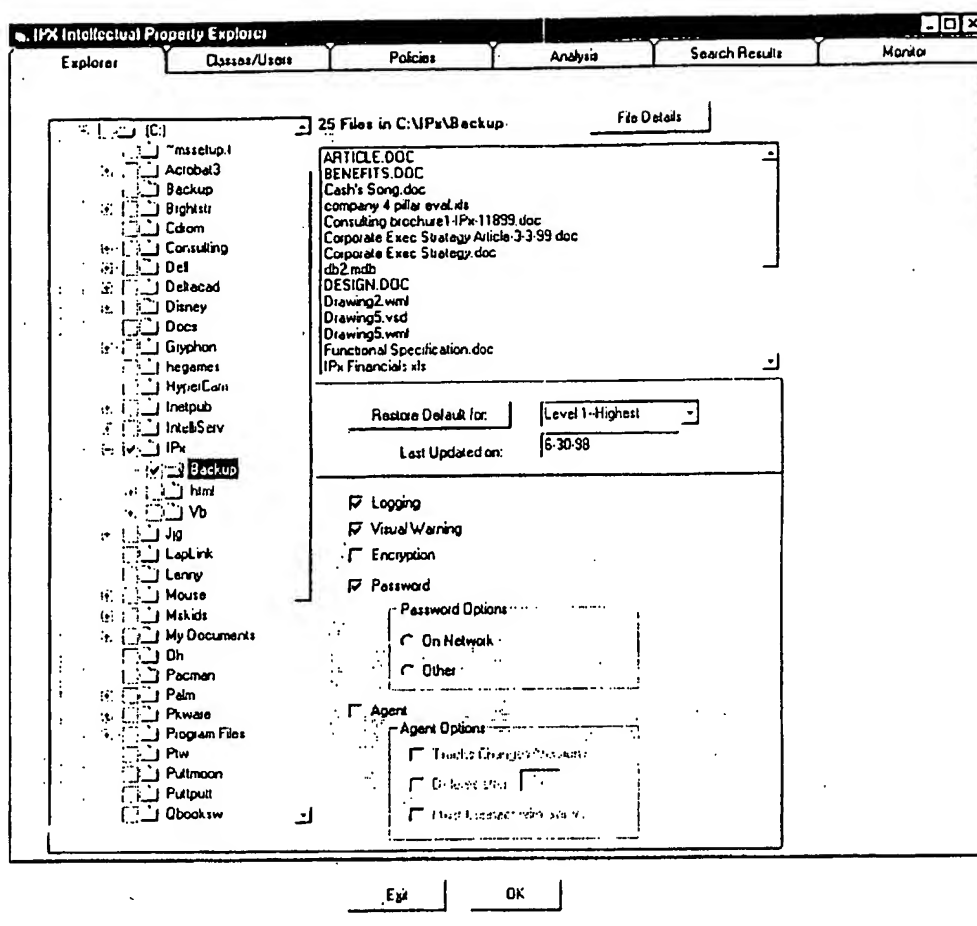 IPX Intellectual Property Explorer
Explorer
Classes/Users
Policies
Analysis
Search Results
Monitor
[C:]
~mssetup.t
Acrobat3
Backup
Brightstr
Cdrom
Consulting
Dell
Deltacad
Disney
Docs
Gryphon
hegames
HyperCam
Inetpub
IntelliServ
IPx
Backup
html
Vb
Jig
LapLink
Lenny
Mouse
Mskids
My Documents
Oh
Pacman
Palm
Pkware
Program Files
Ptw
Puttmoon
Puttputt
Qbooksw
25 Files in C:\IPx\Backup
File Details
ARTICLE.DOC
BENEFITS.DOC
Cash's Song.doc
company 4 pillar eval.xls
Consulting brochure1-IPx-11899.doc
Corporate Exec Strategy Article-3-3-99.doc
Corporate Exec Strategy.doc
db2.mdb
DESIGN.DOC
Drawing2.wmf
Drawing5.vsd
Drawing5.wmf
Functional Specification.doc
IPx Financials.xls
Restore Default for:
Level 1--Highest
Last Updated on:
6-30-98
Logging
Visual Warning
Encryption
Password
Password Options
On Network
Other
Agent
Agent Options
Exit
OK